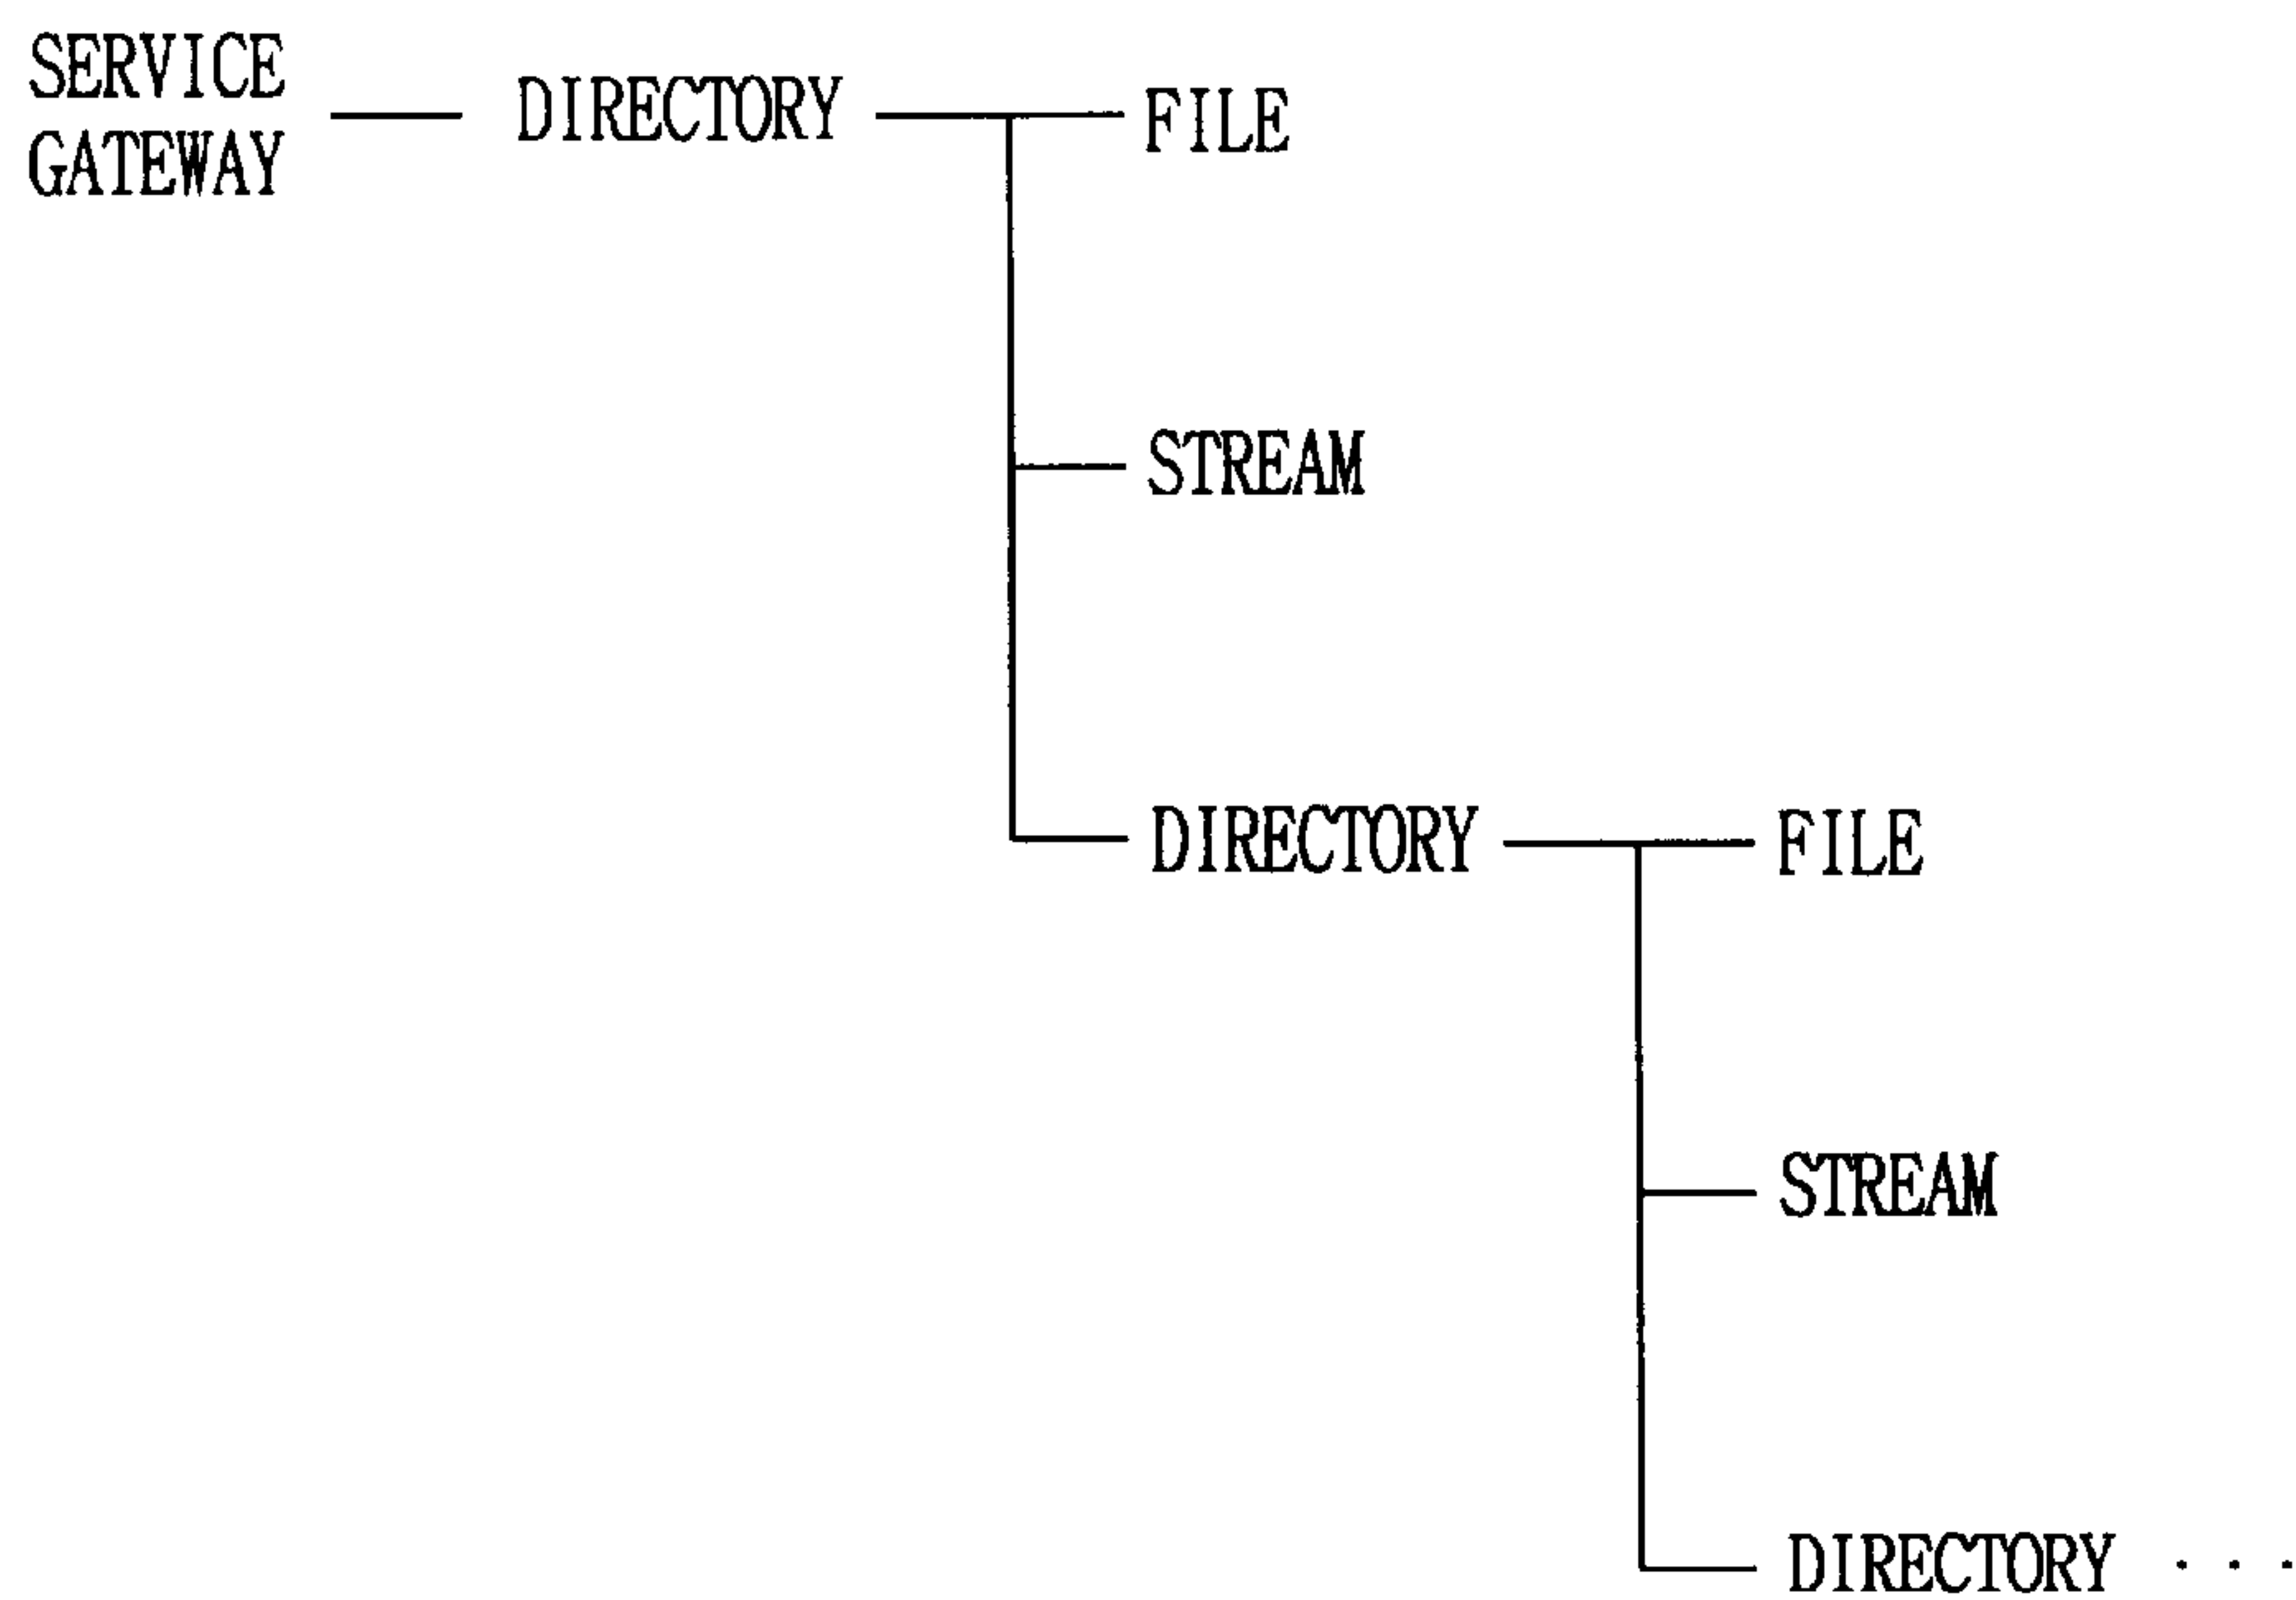 SERVICE
GATEWAY
DIRECTORY
FILE
STREAM
DIRECTORY
FILE
STREAM
DIRECTORY · · ·